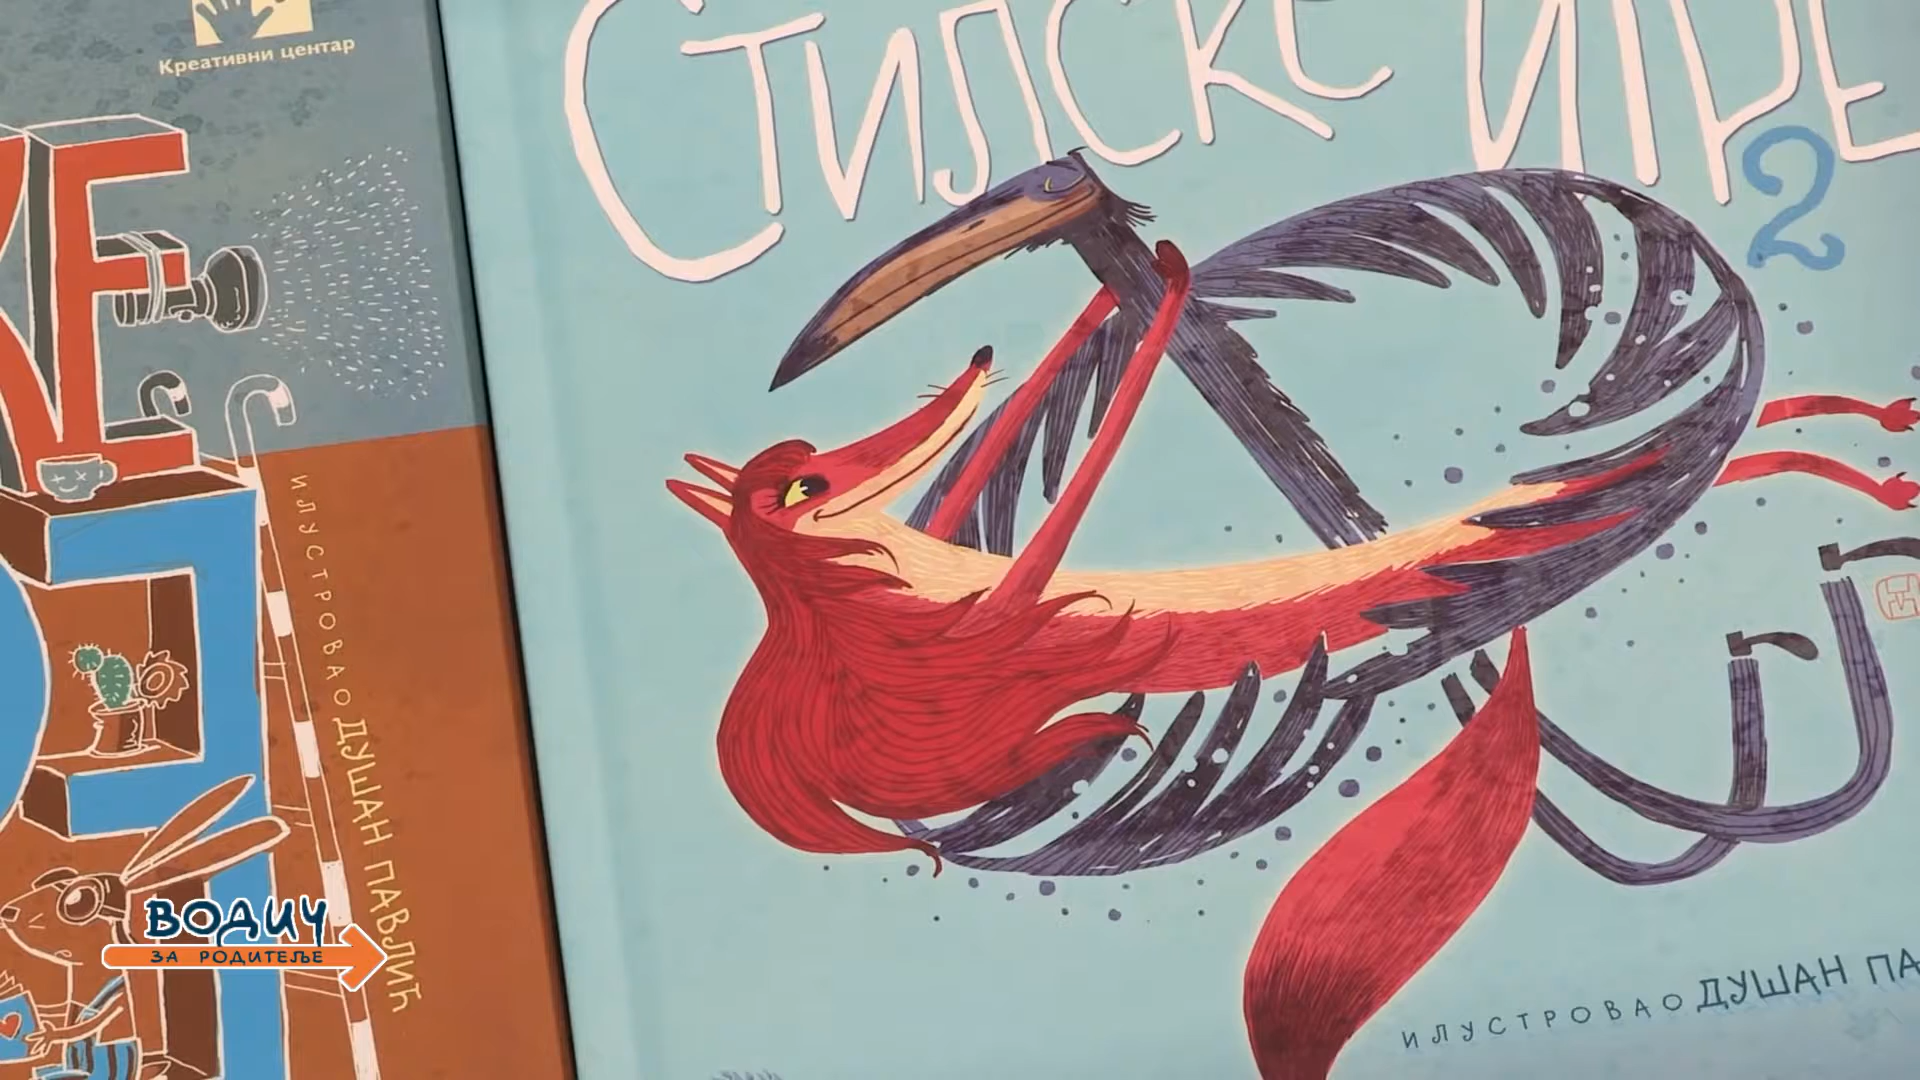 Креативни центар
илустровао ДУШАН ПАВЛИЋ
Стилске игре
2
илустровао ДУШАН ПА
ВОДИЧ
ЗА РОДИТЕЉЕ